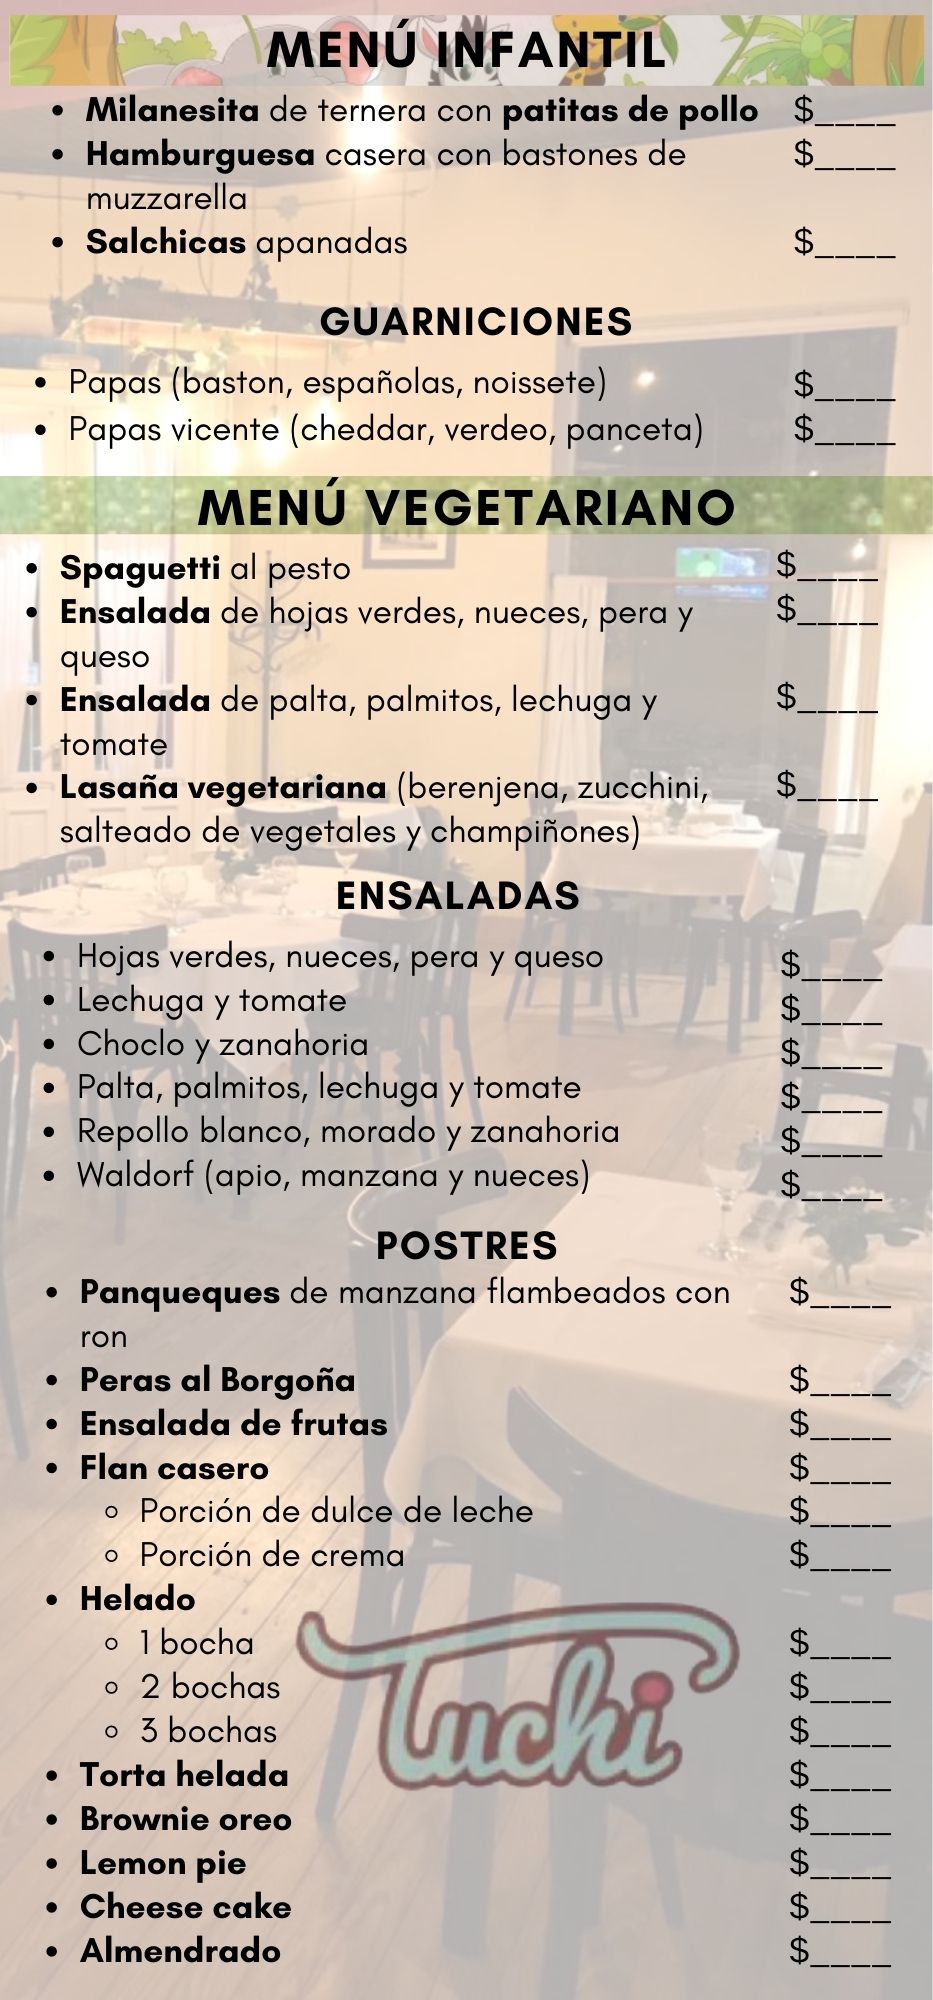 MENÚ INFANTIL
• Milanesita de ternera con patitas de pollo $____
• Hamburguesa casera con bastones de $____
muzzarella
• Salchicas apanadas $____
GUARNICIONES
• Papas (baston, españolas, noissete) $____
• Papas vicente (cheddar, verdeo, panceta) $____
MENÚ VEGETARIANO
• Spaguetti al pesto $____
• Ensalada de hojas verdes, nueces, pera y $____
queso
• Ensalada de palta, palmitos, lechuga y $____
tomate
• Lasaña vegetariana (berenjena, zucchini, $____
salteado de vegetales y champiñones)
ENSALADAS
• Hojas verdes, nueces, pera y queso $____
• Lechuga y tomate $____
• Choclo y zanahoria $____
• Palta, palmitos, lechuga y tomate $____
• Repollo blanco, morado y zanahoria $____
• Waldorf (apio, manzana y nueces) $____
POSTRES
• Panqueques de manzana flambeados con $____
ron
• Peras al Borgoña $____
• Ensalada de frutas $____
• Flan casero $____
◦ Porción de dulce de leche $____
◦ Porción de crema $____
• Helado
◦ 1 bocha $____
◦ 2 bochas $____
◦ 3 bochas $____
Tuchi
• Torta helada $____
• Brownie oreo $____
• Lemon pie $____
• Cheese cake $____
• Almendrado $____